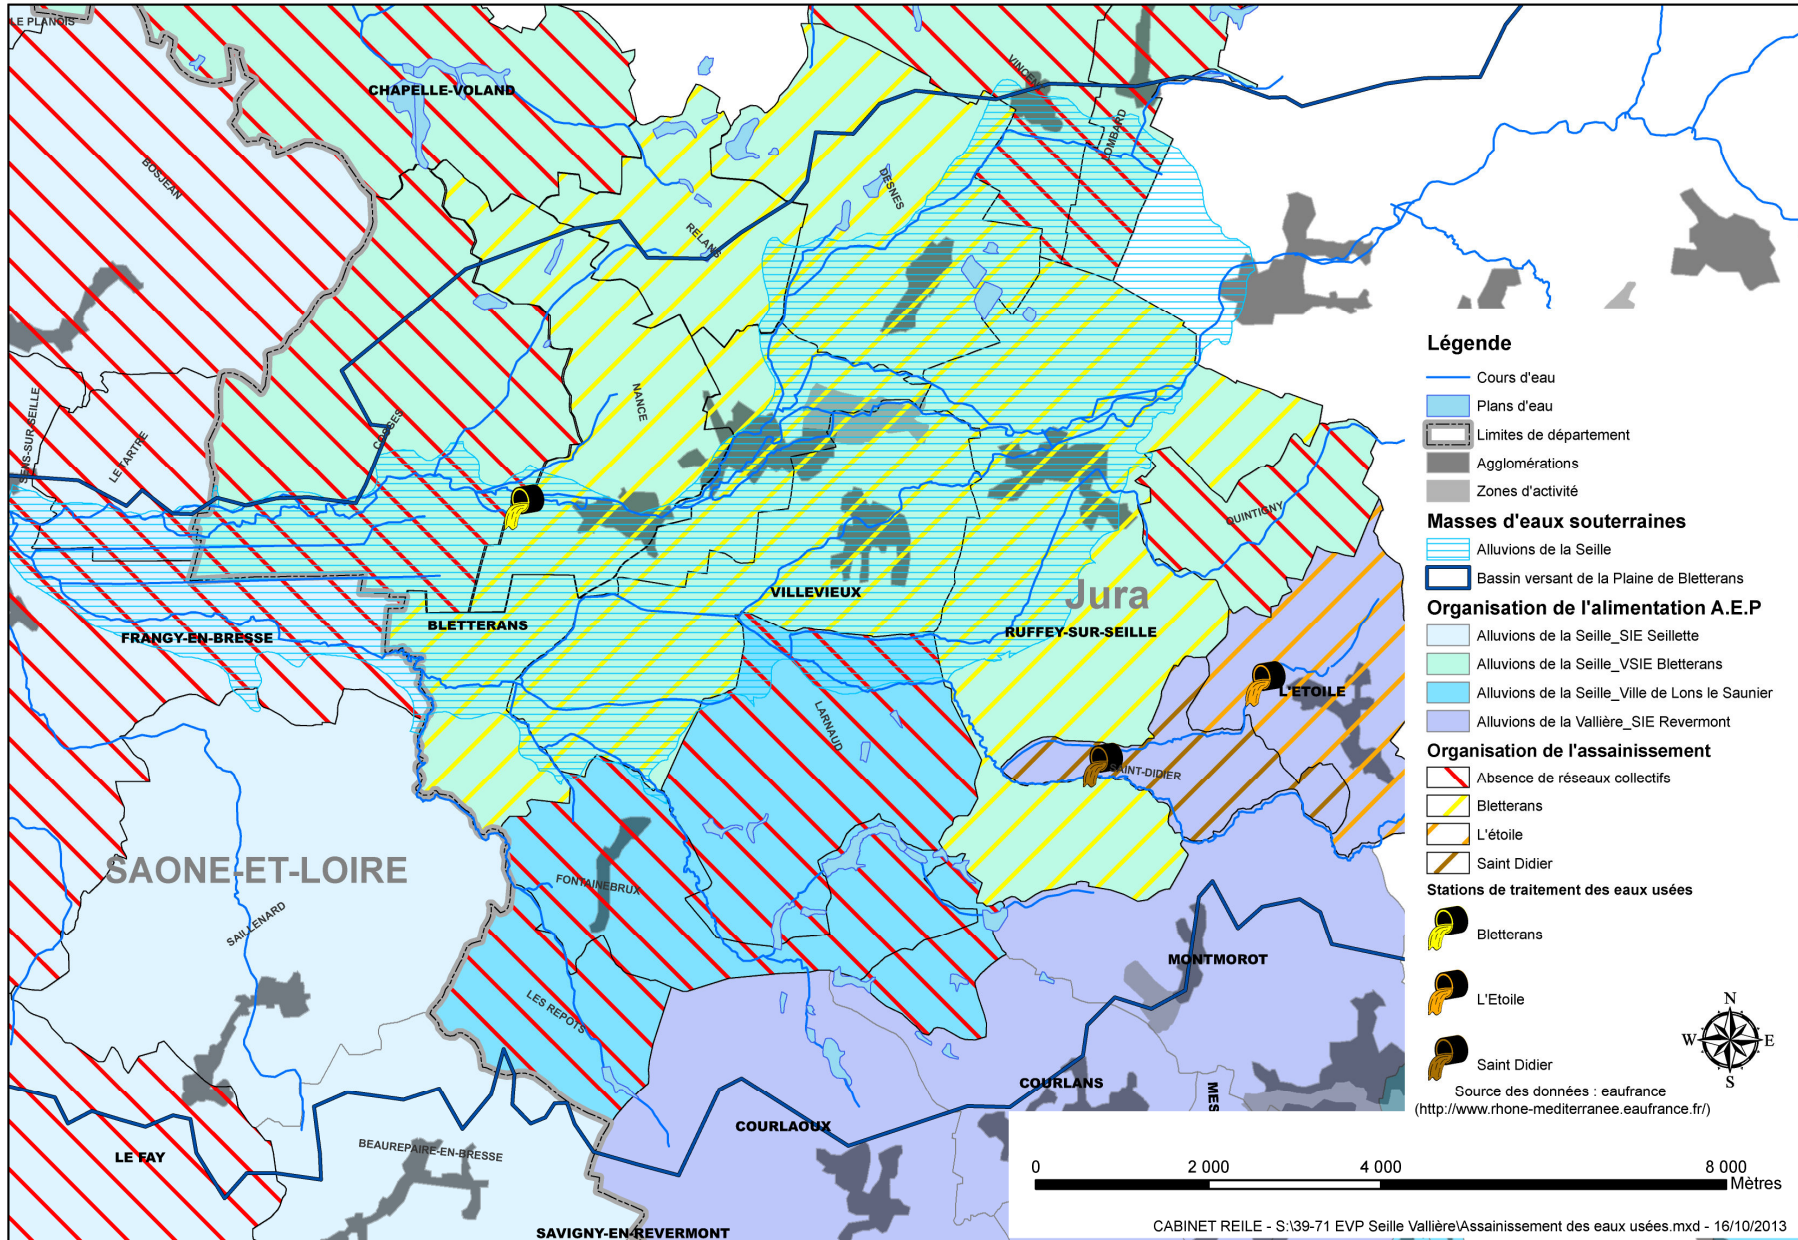 LE PLANOIS
CHAPELLE-VOLAND
VINCENT
LOMBARD
BOSJEAN
DESNES
RELANS
SENS-SUR-SEILLE
LE TARTRE
COSGES
NANCE
QUINTIGNY
VILLEVIEUX
Jura
BLETTERANS
RUFFEY-SUR-SEILLE
FRANGY-EN-BRESSE
L'ETOILE
LARNAUD
SAINT-DIDIER
SAONE-ET-LOIRE
FONTAINEBRUX
SAILLENARD
MONTMOROT
LES REPOTS
COURLANS
MES
COURLAOUX
BEAUREPAIRE-EN-BRESSE
LE FAY
SAVIGNY-EN-REVERMONT
Légende
Cours d'eau
Plans d'eau
Limites de département
Agglomérations
Zones d'activité
Masses d'eaux souterraines
Alluvions de la Seille
Bassin versant de la Plaine de Bletterans
Organisation de l'alimentation A.E.P
Alluvions de la Seille_SIE Seillette
Alluvions de la Seille_VSIE Bletterans
Alluvions de la Seille_Ville de Lons le Saunier
Alluvions de la Vallière_SIE Revermont
Organisation de l'assainissement
Absence de réseaux collectifs
Bletterans
L'étoile
Saint Didier
Stations de traitement des eaux usées
Bletterans
L'Etoile
Saint Didier
N
W E
S
Source des données : eaufrance
(http://www.rhone-mediterranee.eaufrance.fr/)
0 2 000 4 000 8 000
Mètres
CABINET REILE - S:\39-71 EVP Seille Vallière\Assainissement des eaux usées.mxd - 16/10/2013